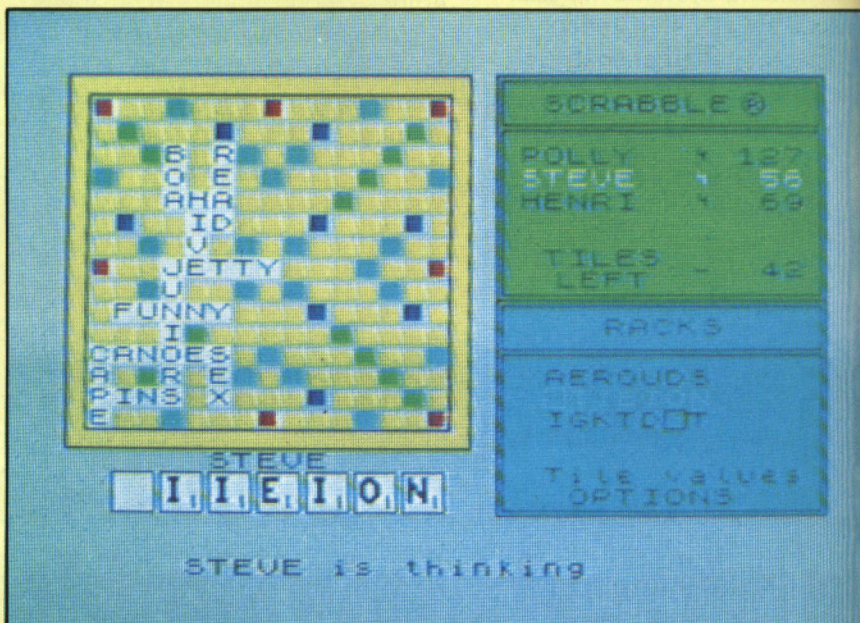 SCRABBLE ®
POLLY 127
STEVE 56
HENRI 69
TILES
LEFT - 42
B R
O E
AHA
ID
V
JETTY
U
FUNNY
I
CANOES
A R E
PINS X
E
RACKS
AEROUDS
IGKTD□T
Tile values
OPTIONS
STEVE
I I E I O N
STEVE is thinking